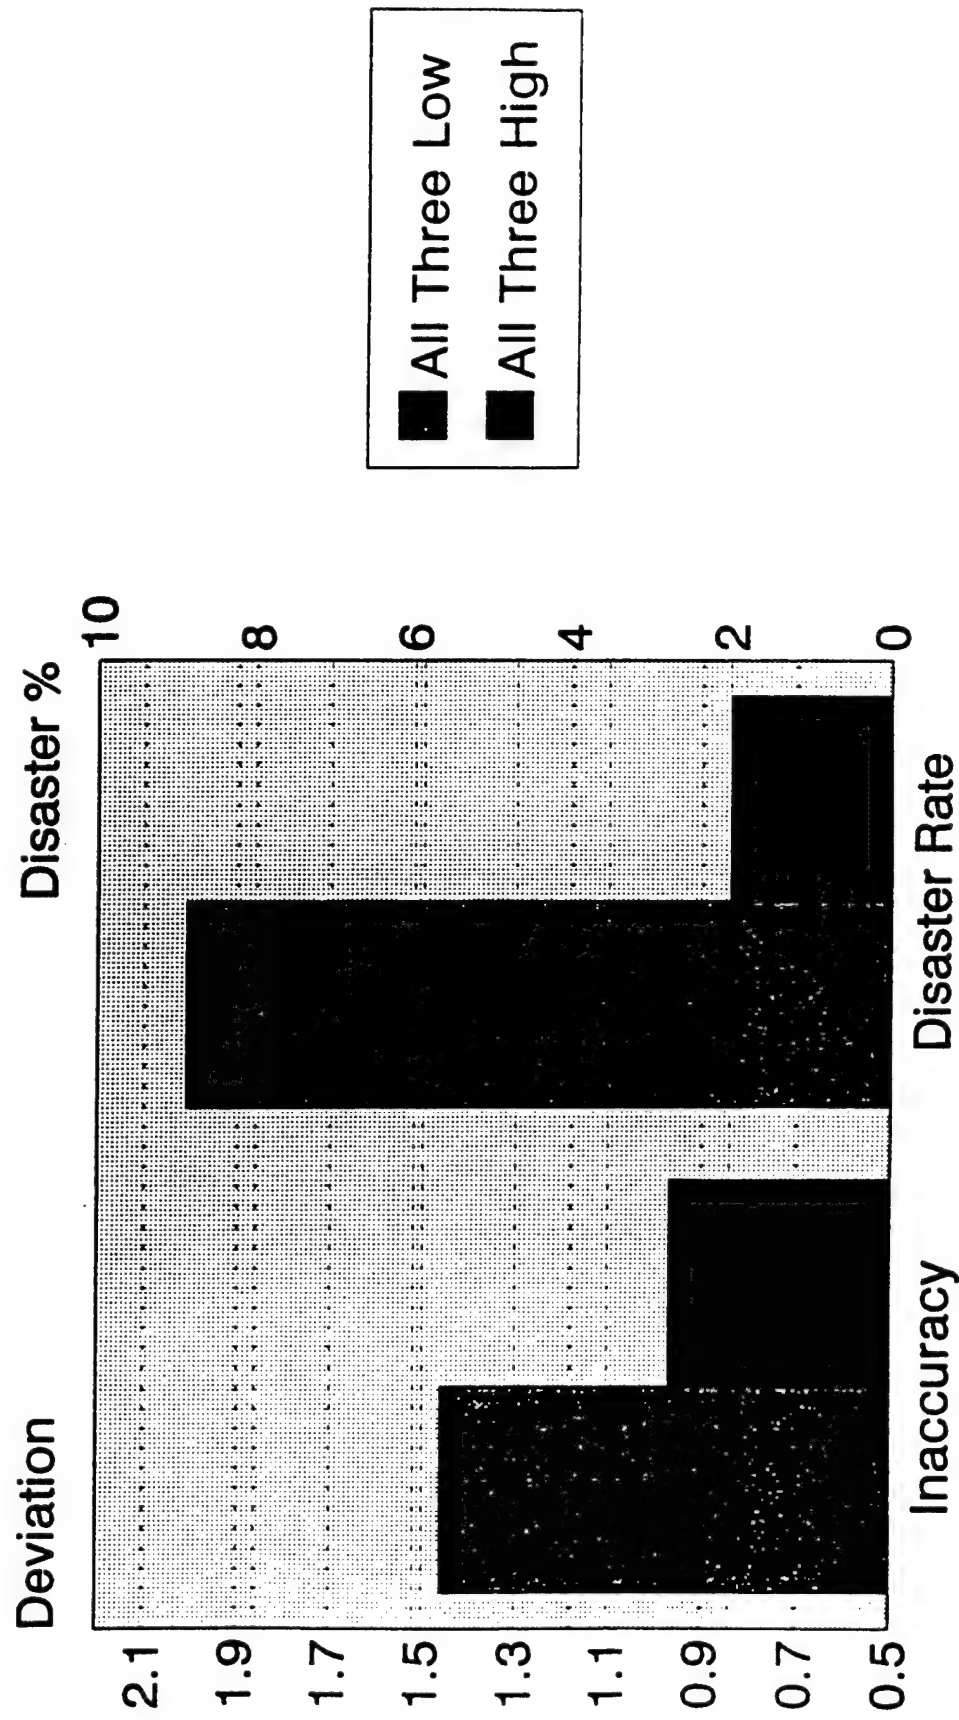 Deviation
Disaster %
2.1
1.9
1.7
1.5
1.3
1.1
0.9
0.7
0.5
10
8
6
4
2
0
Inaccuracy
Disaster Rate
All Three Low
All Three High